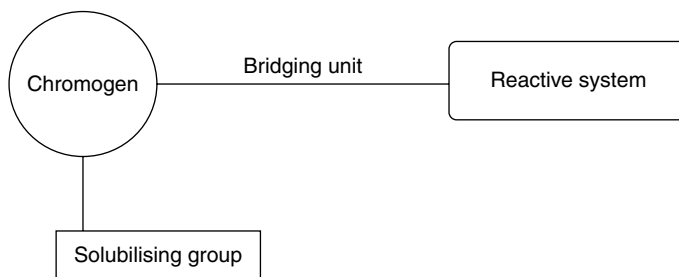 Bridging unit
Chromogen
Reactive system
Solubilising group